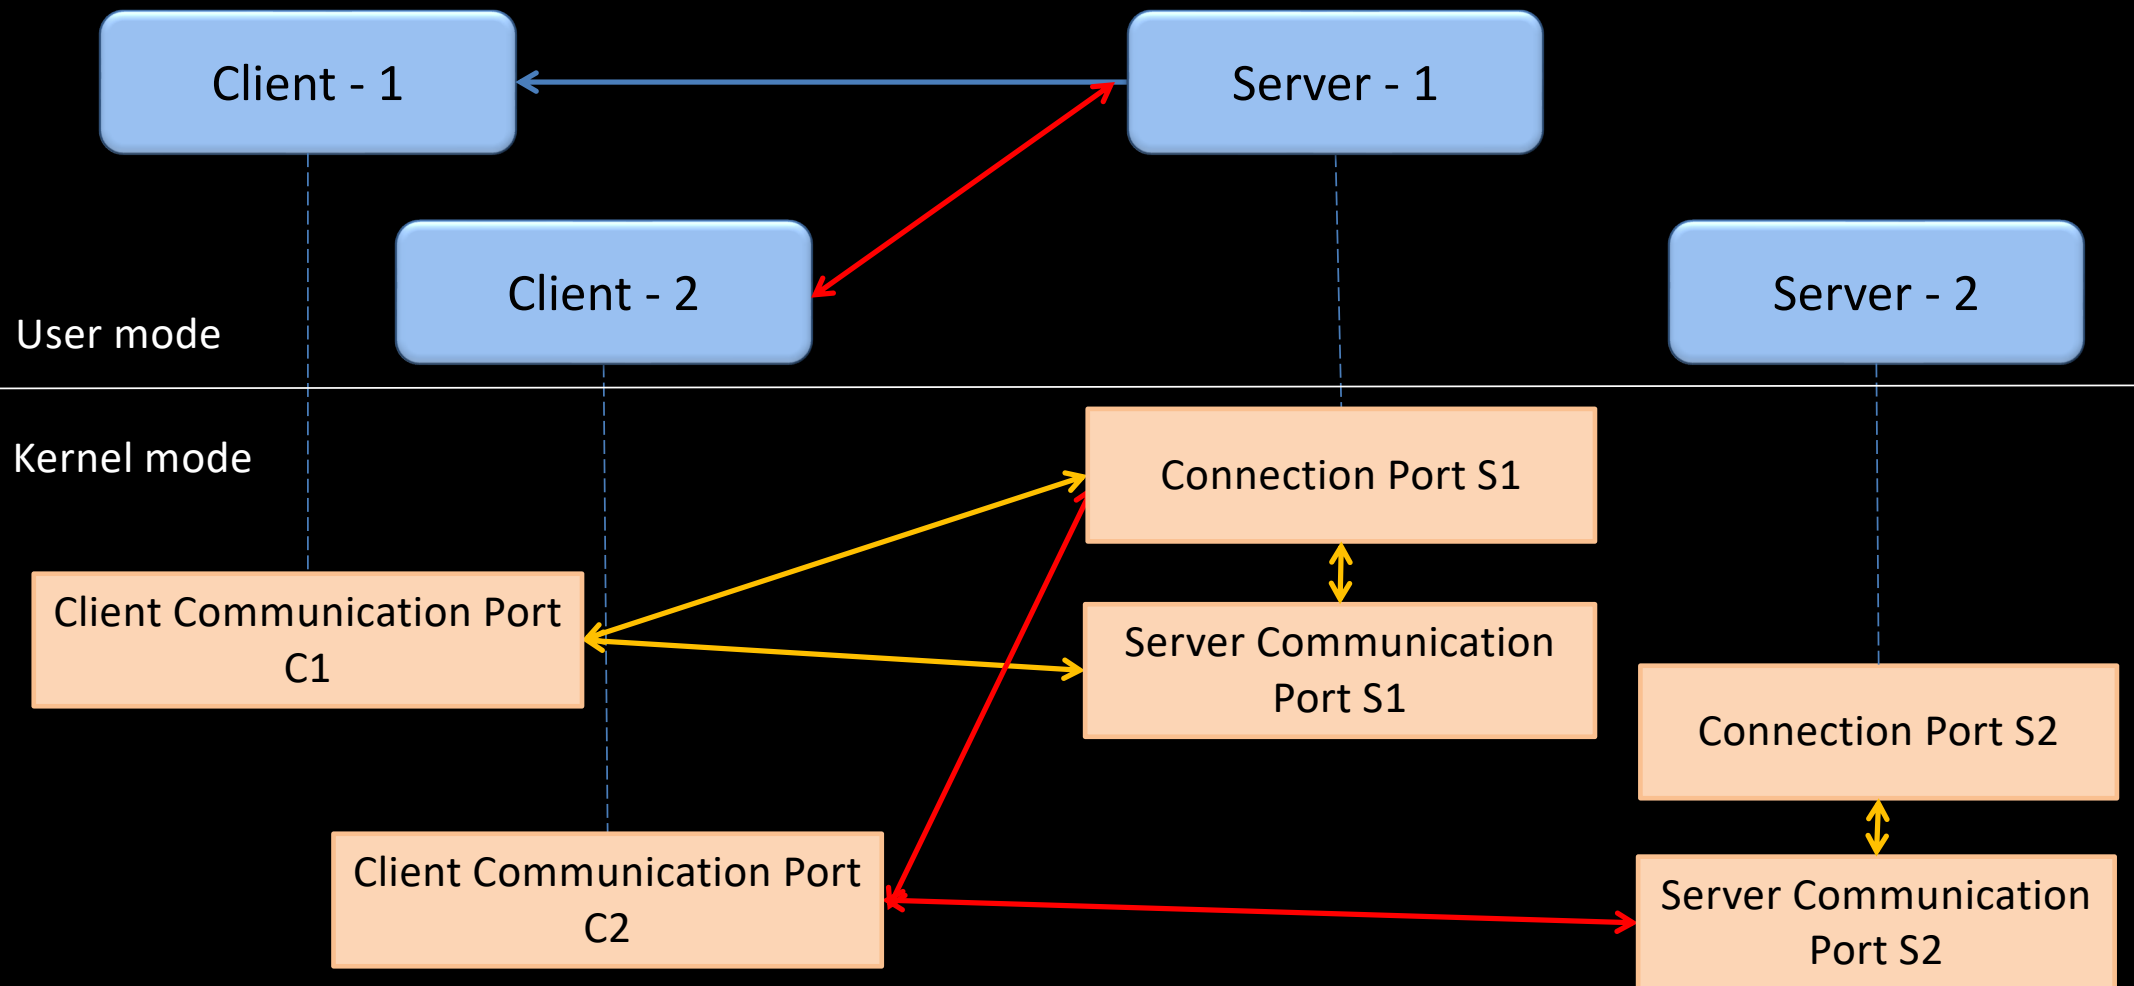 Client - 1
Server - 1
Client - 2
Server - 2
User mode
Kernel mode
Connection Port S1
Client Communication Port
C1
Server Communication
Port S1
Connection Port S2
Client Communication Port
C2
Server Communication
Port S2